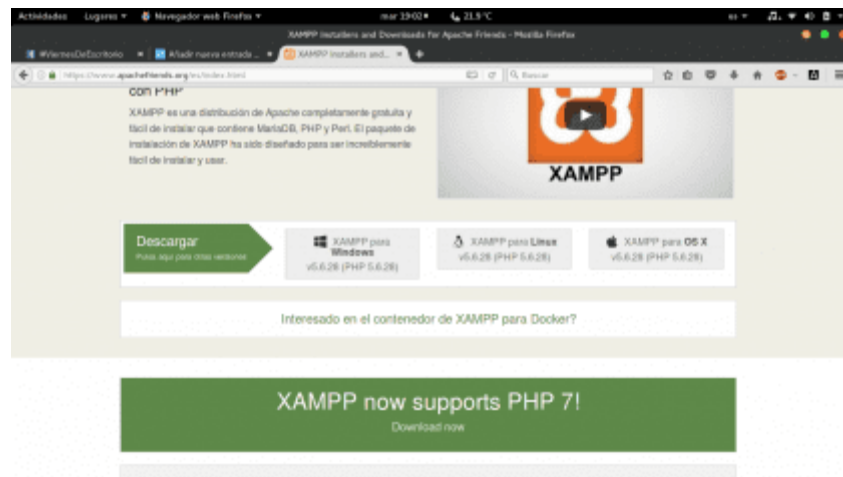 Actividades Lugares Navegador web Firefox mar 19:02 21.9 °C
XAMPP Installers and Downloads for Apache Friends - Mozilla Firefox
#ViernesDeEscritorio Añadir nueva entrada ... XAMPP Installers and...
https://www.apachefriends.org/es/index.html Buscar
con PHP
XAMPP es una distribución de Apache completamente gratuita y
fácil de instalar que contiene MariaDB, PHP y Perl. El paquete de
instalación de XAMPP ha sido diseñado para ser increíblemente
fácil de instalar y usar.
XAMPP
Descargar
Pulsa aquí para otras versiones
XAMPP para
Windows
v5.6.28 (PHP 5.6.28)
XAMPP para Linux
v5.6.28 (PHP 5.6.28)
XAMPP para OS X
v5.6.28 (PHP 5.6.28)
Interesado en el contenedor de XAMPP para Docker?
XAMPP now supports PHP 7!
Download now